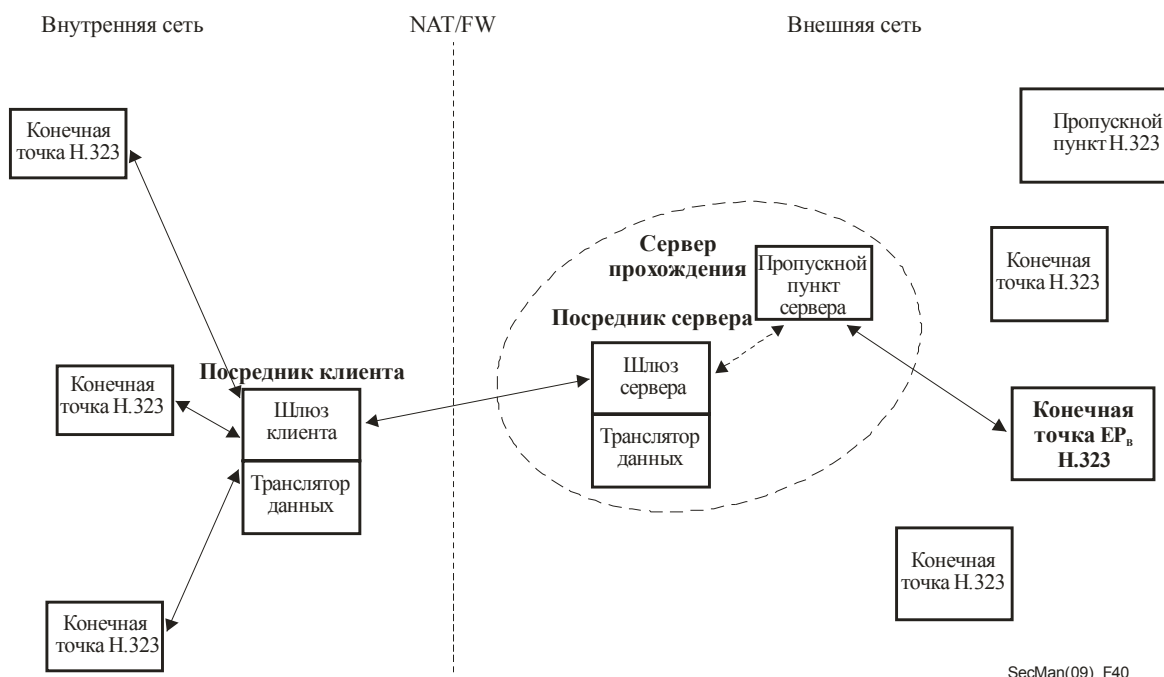 Внутренняя сеть
NAT/FW
Внешняя сеть
Конечная
точка H.323
Пропускной
пункт H.323
Сервер
прохождения
Пропускной
пункт
сервера
Конечная
точка H.323
Посредник сервера
Посредник клиента
Конечная
точка H.323
Шлюз
клиента
Транслятор
данных
Шлюз
сервера
Транслятор
данных
Конечная
точка EPB
H.323
Конечная
точка H.323
Конечная
точка H.323
SecMan(09)_F40